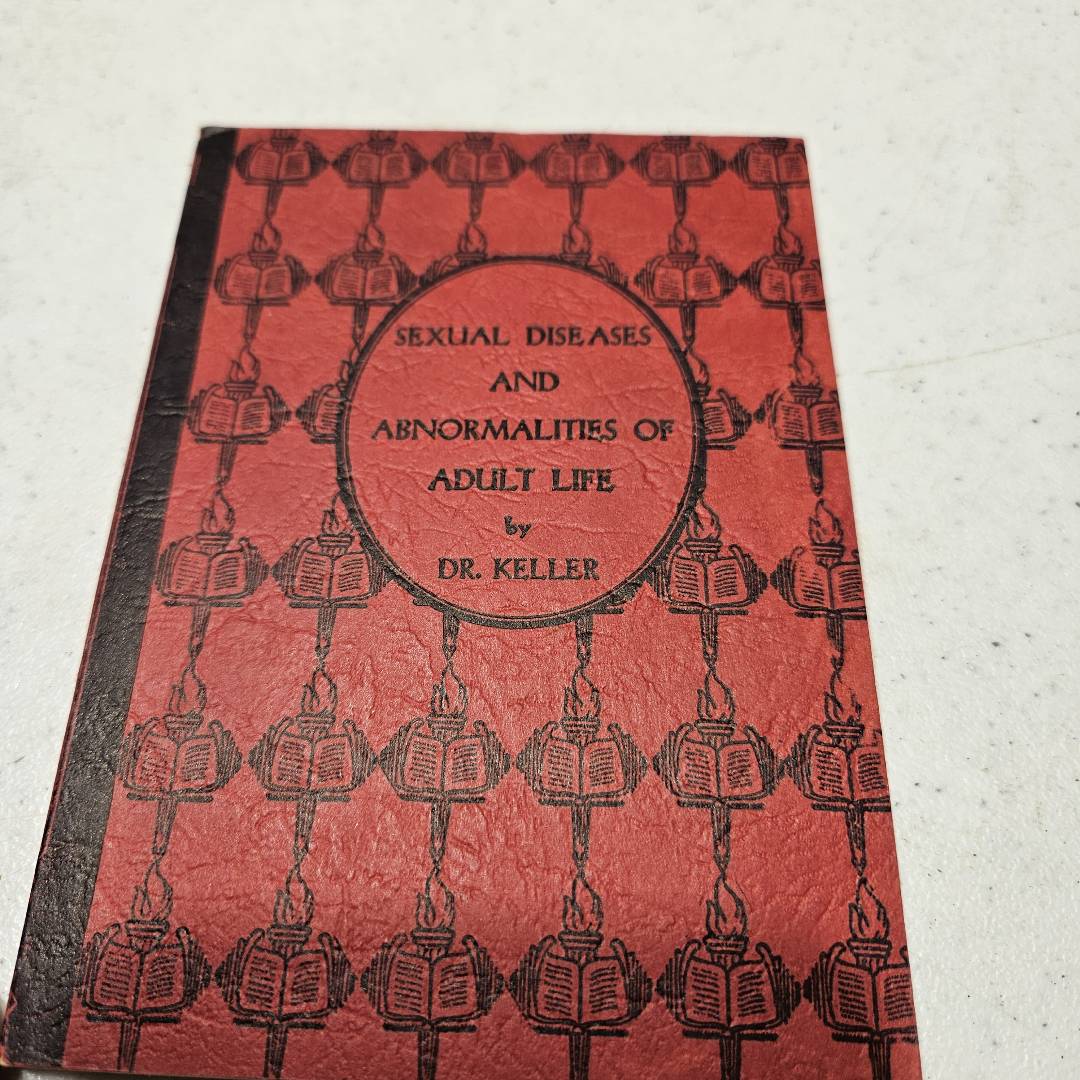 SEXUAL DISEASES
AND
ABNORMALITIES OF
ADULT LIFE
by
DR. KELLER